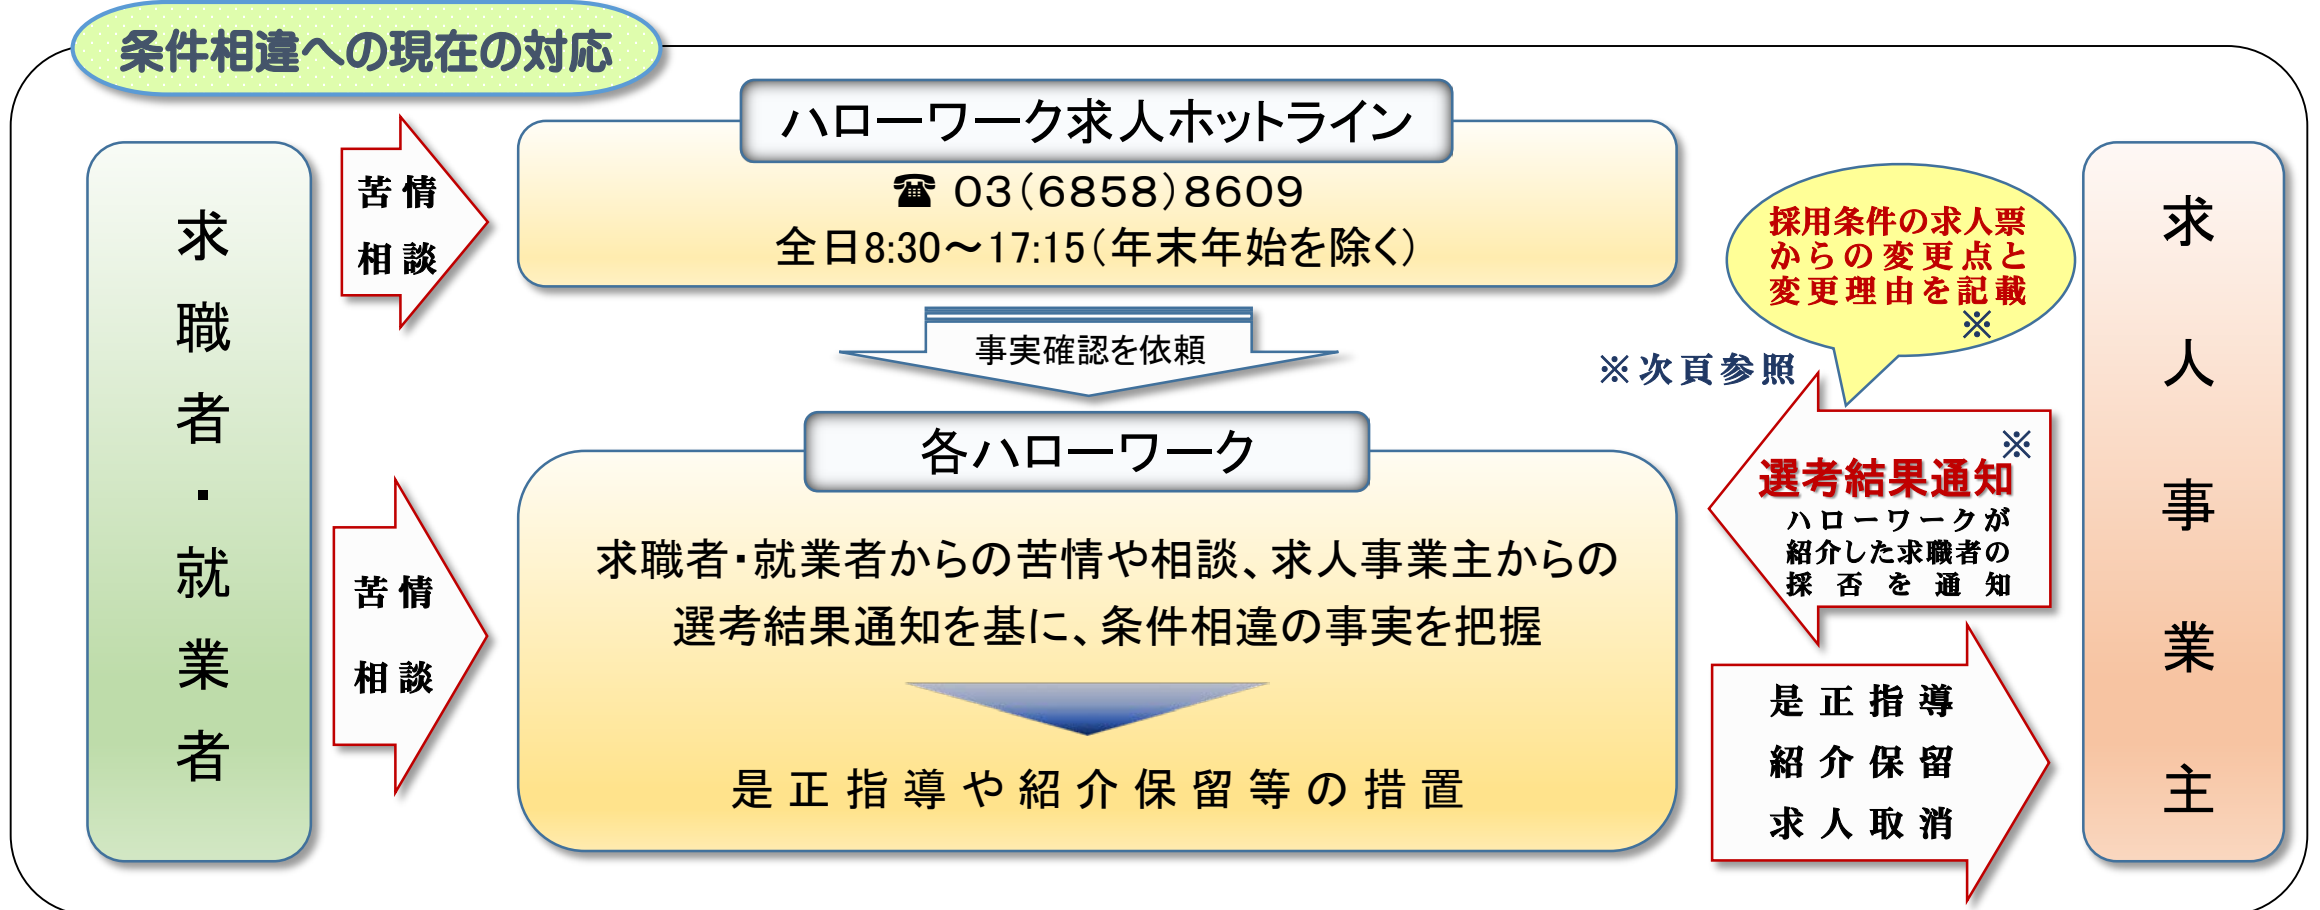 条件相違への現在の対応
求職者・就業者
苦情
相談
ハローワーク求人ホットライン
☎ 03(6858)8609
全日8:30～17:15(年末年始を除く)
事実確認を依頼
苦情
相談
各ハローワーク
求職者・就業者からの苦情や相談、求人事業主からの
選考結果通知を基に、条件相違の事実を把握
是正指導や紹介保留等の措置
採用条件の求人票
からの変更点と
変更理由を記載
※
※次頁参照
※
選考結果通知
ハローワークが
紹介した求職者の
採否を通知
是正指導
紹介保留
求人取消
求人事業主